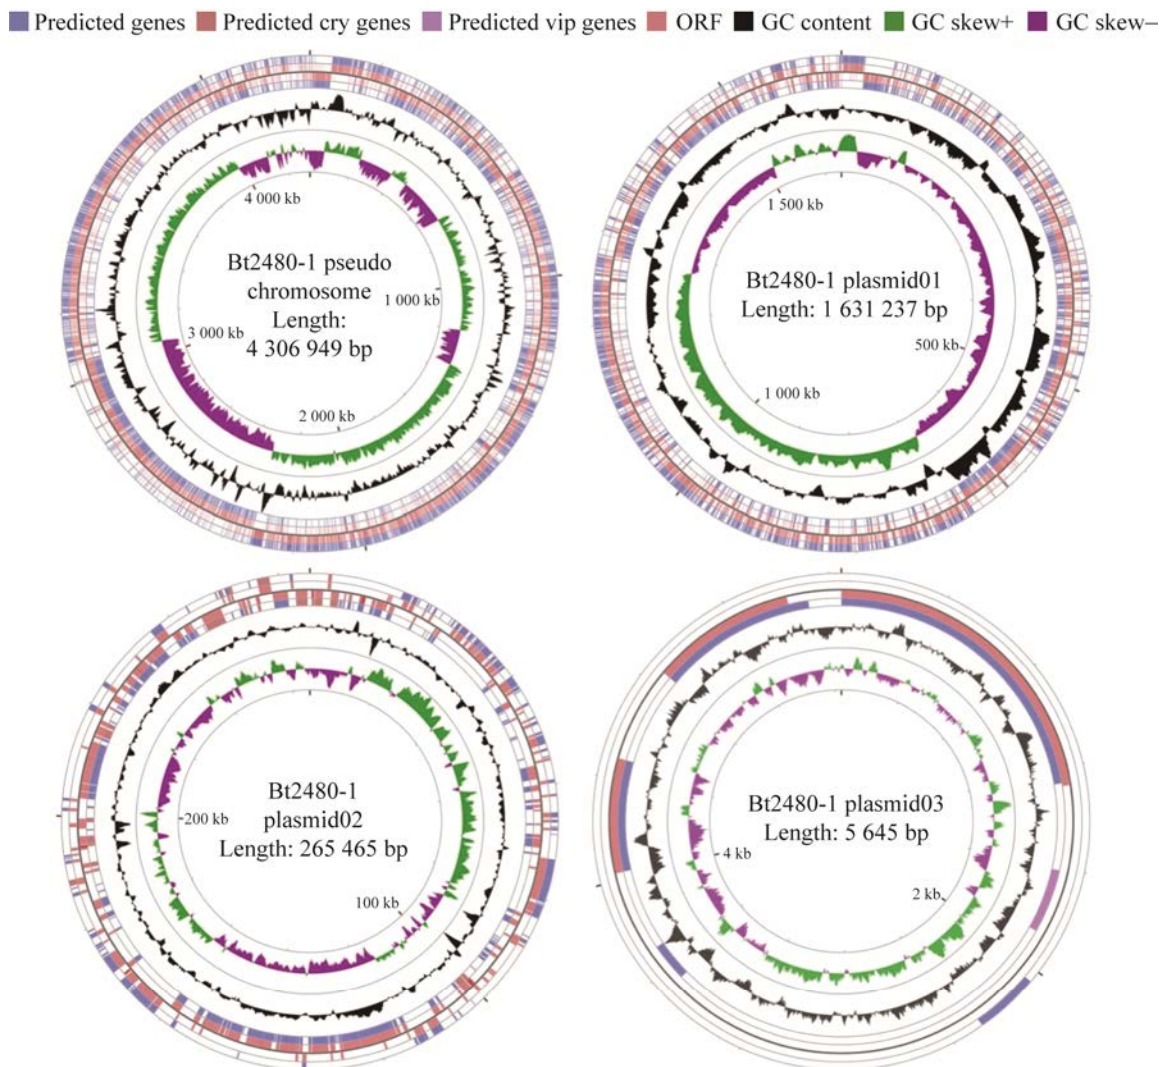 Predicted genes Predicted cry genes Predicted vip genes ORF GC content GC skew+ GC skew–
4 000 kb
Bt2480-1 pseudo
chromosome
Length:
4 306 949 bp
1 000 kb
3 000 kb
2 000 kb
1 500 kb
Bt2480-1 plasmid01
Length: 1 631 237 bp
500 kb
1 000 kb
Bt2480-1
plasmid02
Length: 265 465 bp
200 kb
100 kb
Bt2480-1 plasmid03
Length: 5 645 bp
4 kb
2 kb